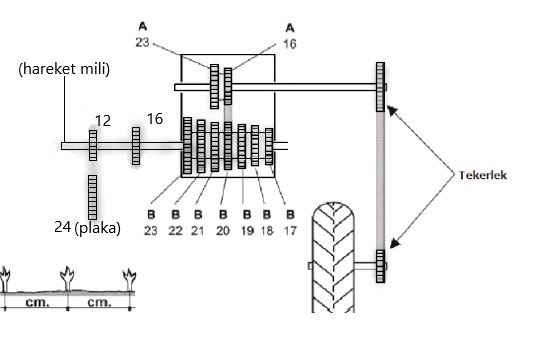 A
23
A
16
(hareket mili)
12
16
Tekerlek
24 (plaka)
B B B B B B B
23 22 21 20 19 18 17
cm. cm.